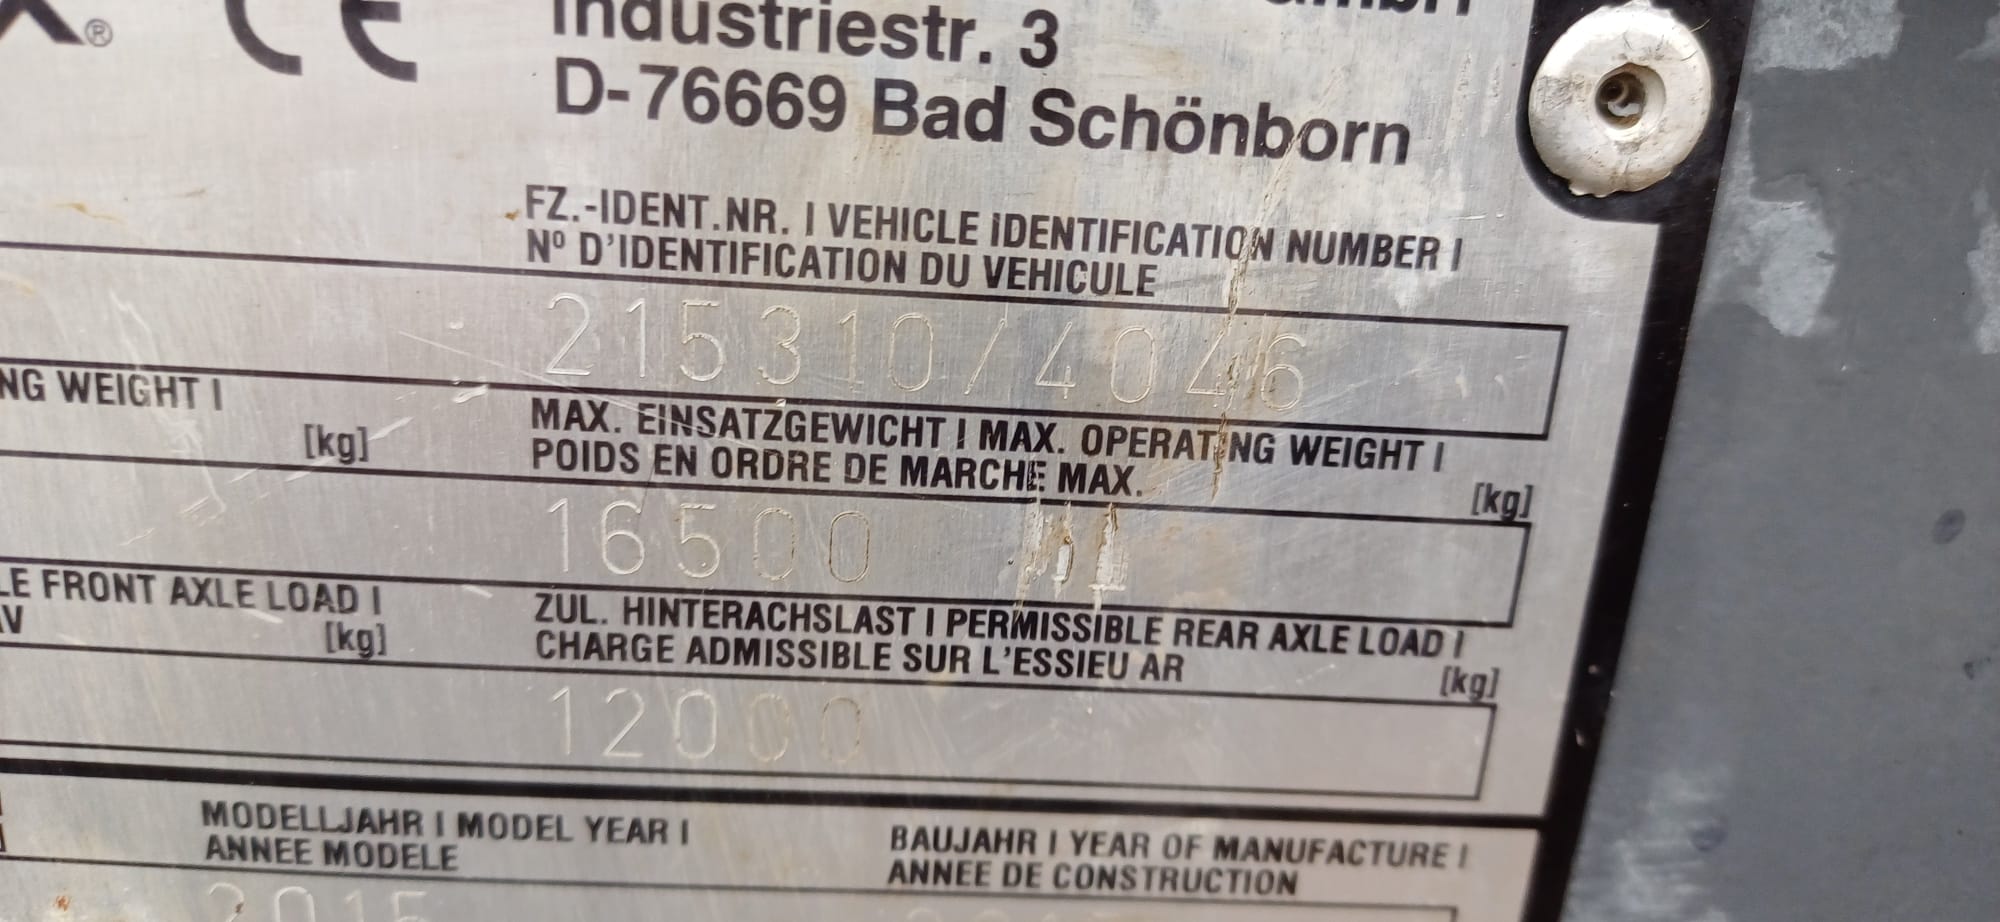 ® CE
Industriestr. 3
D-76669 Bad Schönborn
FZ.-IDENT.NR. | VEHICLE IDENTIFICATION NUMBER |
Nº D'IDENTIFICATION DU VEHICULE
215310/4046
WEIGHT |
[kg]
MAX. EINSATZGEWICHT | MAX. OPERATING WEIGHT |
POIDS EN ORDRE DE MARCHE MAX.
[kg]
16500
FRONT AXLE LOAD |
[kg]
ZUL. HINTERACHSLAST | PERMISSIBLE REAR AXLE LOAD |
CHARGE ADMISSIBLE SUR L'ESSIEU AR
[kg]
12000
MODELLJAHR | MODEL YEAR |
ANNEE MODELE
2015
BAUJAHR | YEAR OF MANUFACTURE |
ANNEE DE CONSTRUCTION